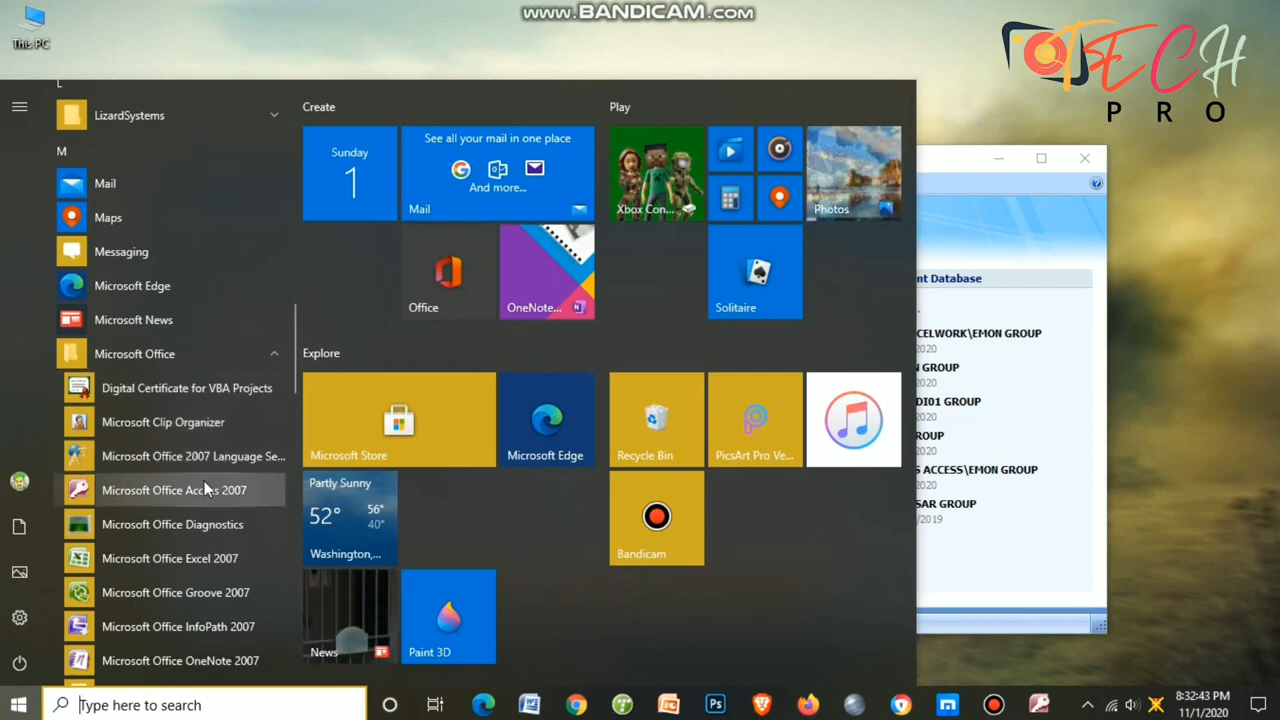 www.BANDICAM.com
This PC
TECH
PRO
L
LizardSystems
M
Mail
Maps
Messaging
Microsoft Edge
Microsoft News
Microsoft Office
Digital Certificate for VBA Projects
Microsoft Clip Organizer
Microsoft Office 2007 Language Se...
Microsoft Office Access 2007
Microsoft Office Diagnostics
Microsoft Office Excel 2007
Microsoft Office Groove 2007
Microsoft Office InfoPath 2007
Microsoft Office OneNote 2007
Create
Sunday
1
See all your mail in one place
And more...
Mail
Office
OneNote...
Explore
Microsoft Store
Microsoft Edge
Partly Sunny
52°
56°
40°
Washington,...
News
Paint 3D
Play
Xbox Con...
Photos
Solitaire
Recycle Bin
PicsArt Pro Ve...
Bandicam
nt Database
CELWORK\EMON GROUP
2020
GROUP
2020
DI01 GROUP
2020
ROUP
2020
S ACCESS\EMON GROUP
2020
SAR GROUP
/2019
Type here to search
8:32:43 PM
11/1/2020